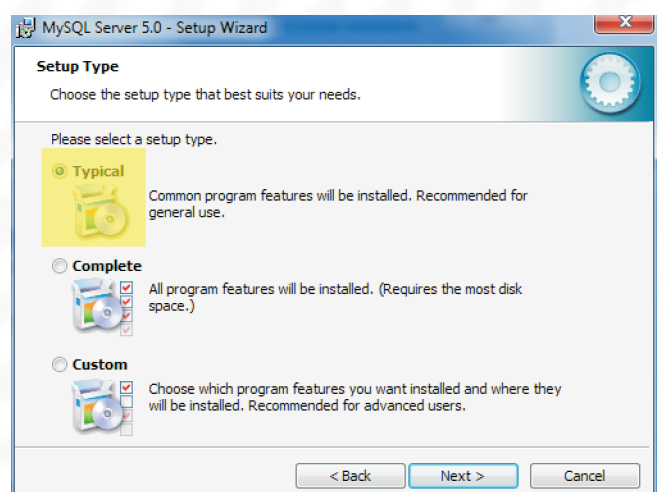 MySQL Server 5.0 - Setup Wizard
Setup Type
Choose the setup type that best suits your needs.
Please select a setup type.
Typical
Common program features will be installed. Recommended for
general use.
Complete
All program features will be installed. (Requires the most disk
space.)
Custom
Choose which program features you want installed and where they
will be installed. Recommended for advanced users.
< Back
Next >
Cancel